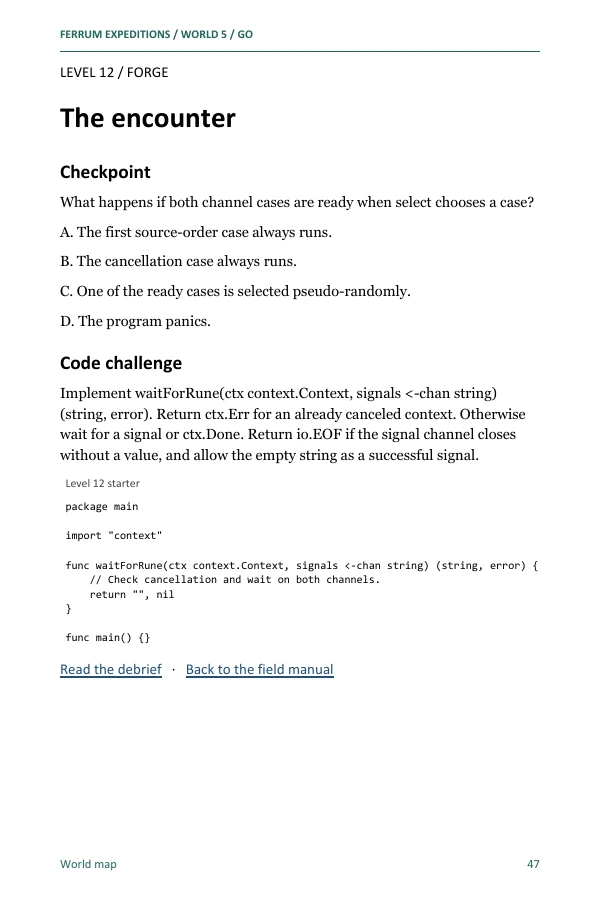 FERRUM EXPEDITIONS / WORLD 5 / GO
LEVEL 12 / FORGE
The encounter
Checkpoint
What happens if both channel cases are ready when select chooses a case?
A. The first source-order case always runs.
B. The cancellation case always runs.
C. One of the ready cases is selected pseudo-randomly.
D. The program panics.
Code challenge
Implement waitForRune(ctx context.Context, signals <-chan string)
(string, error). Return ctx.Err for an already canceled context. Otherwise
wait for a signal or ctx.Done. Return io.EOF if the signal channel closes
without a value, and allow the empty string as a successful signal.
Level 12 starter
package main
import "context"
func waitForRune(ctx context.Context, signals <-chan string) (string, error) {
    // Check cancellation and wait on both channels.
    return "", nil
}
func main() {}
Read the debrief · Back to the field manual
World map 47